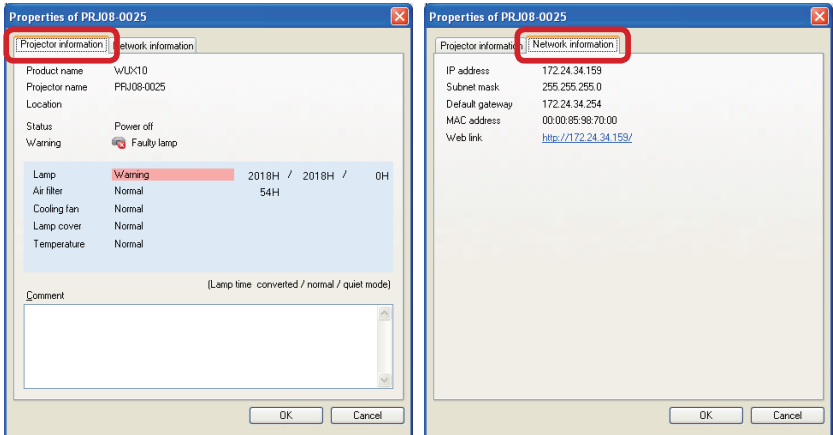 Properties of PRJ08-0025
Projector information
Network information
Product name WUX10
Projector name PRJ08-0025
Location
Status Power off
Warning Faulty lamp
Lamp Warning 2018H / 2018H / 0H
Air filter Normal 54H
Cooling fan Normal
Lamp cover Normal
Temperature Normal
(Lamp time converted / normal / quiet mode)
Comment
OK Cancel
Properties of PRJ08-0025
Projector information
Network information
IP address 172.24.34.159
Subnet mask 255.255.255.0
Default gateway 172.24.34.254
MAC address 00:00:85:98:70:00
Web link http://172.24.34.159/
OK Cancel